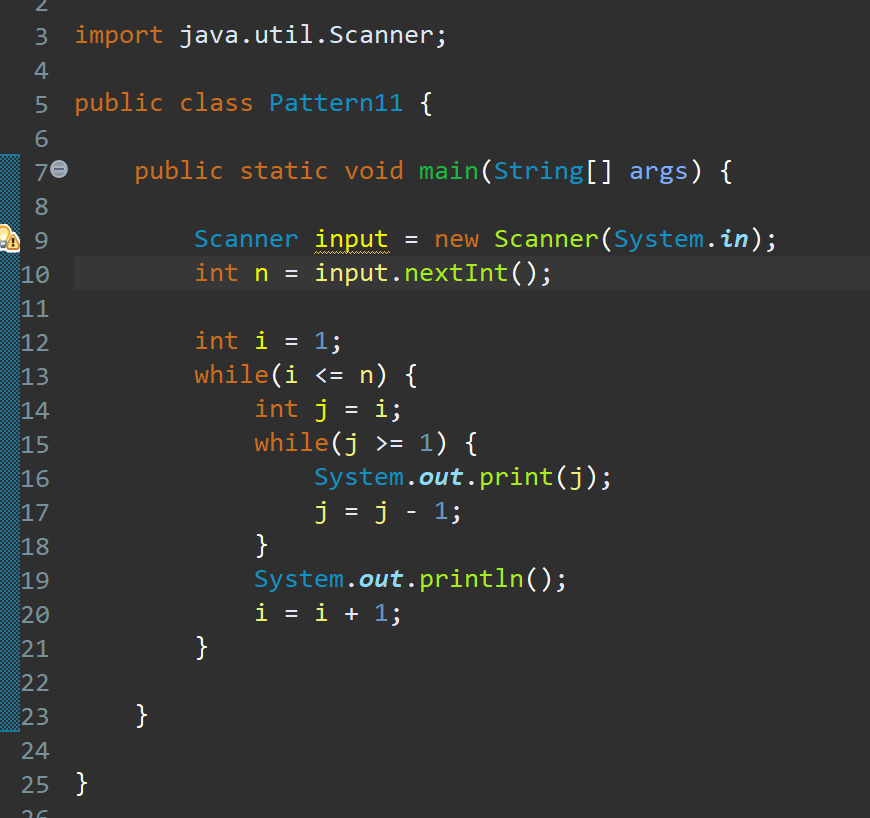 2
3 import java.util.Scanner;
4
5 public class Pattern11 {
6
7 public static void main(String[] args) {
8
9 Scanner input = new Scanner(System.in);
10 int n = input.nextInt();
11
12 int i = 1;
13 while(i <= n) {
14 int j = i;
15 while(j >= 1) {
16 System.out.print(j);
17 j = j - 1;
18 }
19 System.out.println();
20 i = i + 1;
21 }
22
23 }
24
25 }
26